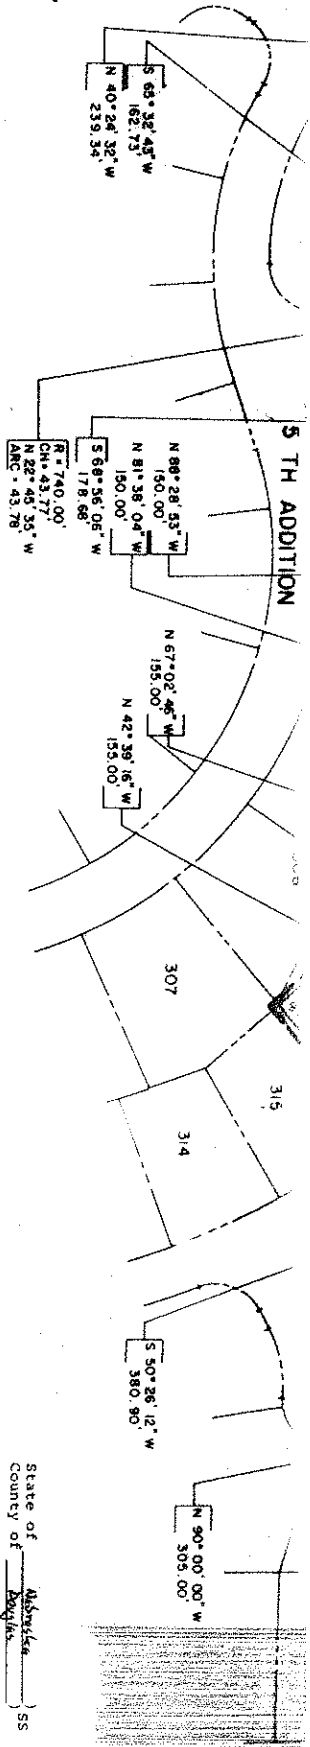 S 65° 32' 43" W
162.73'
N 40° 24' 32" W
239.34'
5 TH ADDITION
N 88° 28' 53" W
150.00'
N 81° 38' 04" W
150.00'
S 68° 56' 06" W
178.68'
R = 740.00'
CH = 43.77'
N 22° 45' 35" W
ARC = 43.78'
N 67° 02' 46" W
155.00'
N 42° 39' 16" W
155.00'
307
315
314
S 50° 26' 12" W
380.90'
N 90° 00' 00" W
305.00'
State of Nebraska )
County of Douglas ) SS